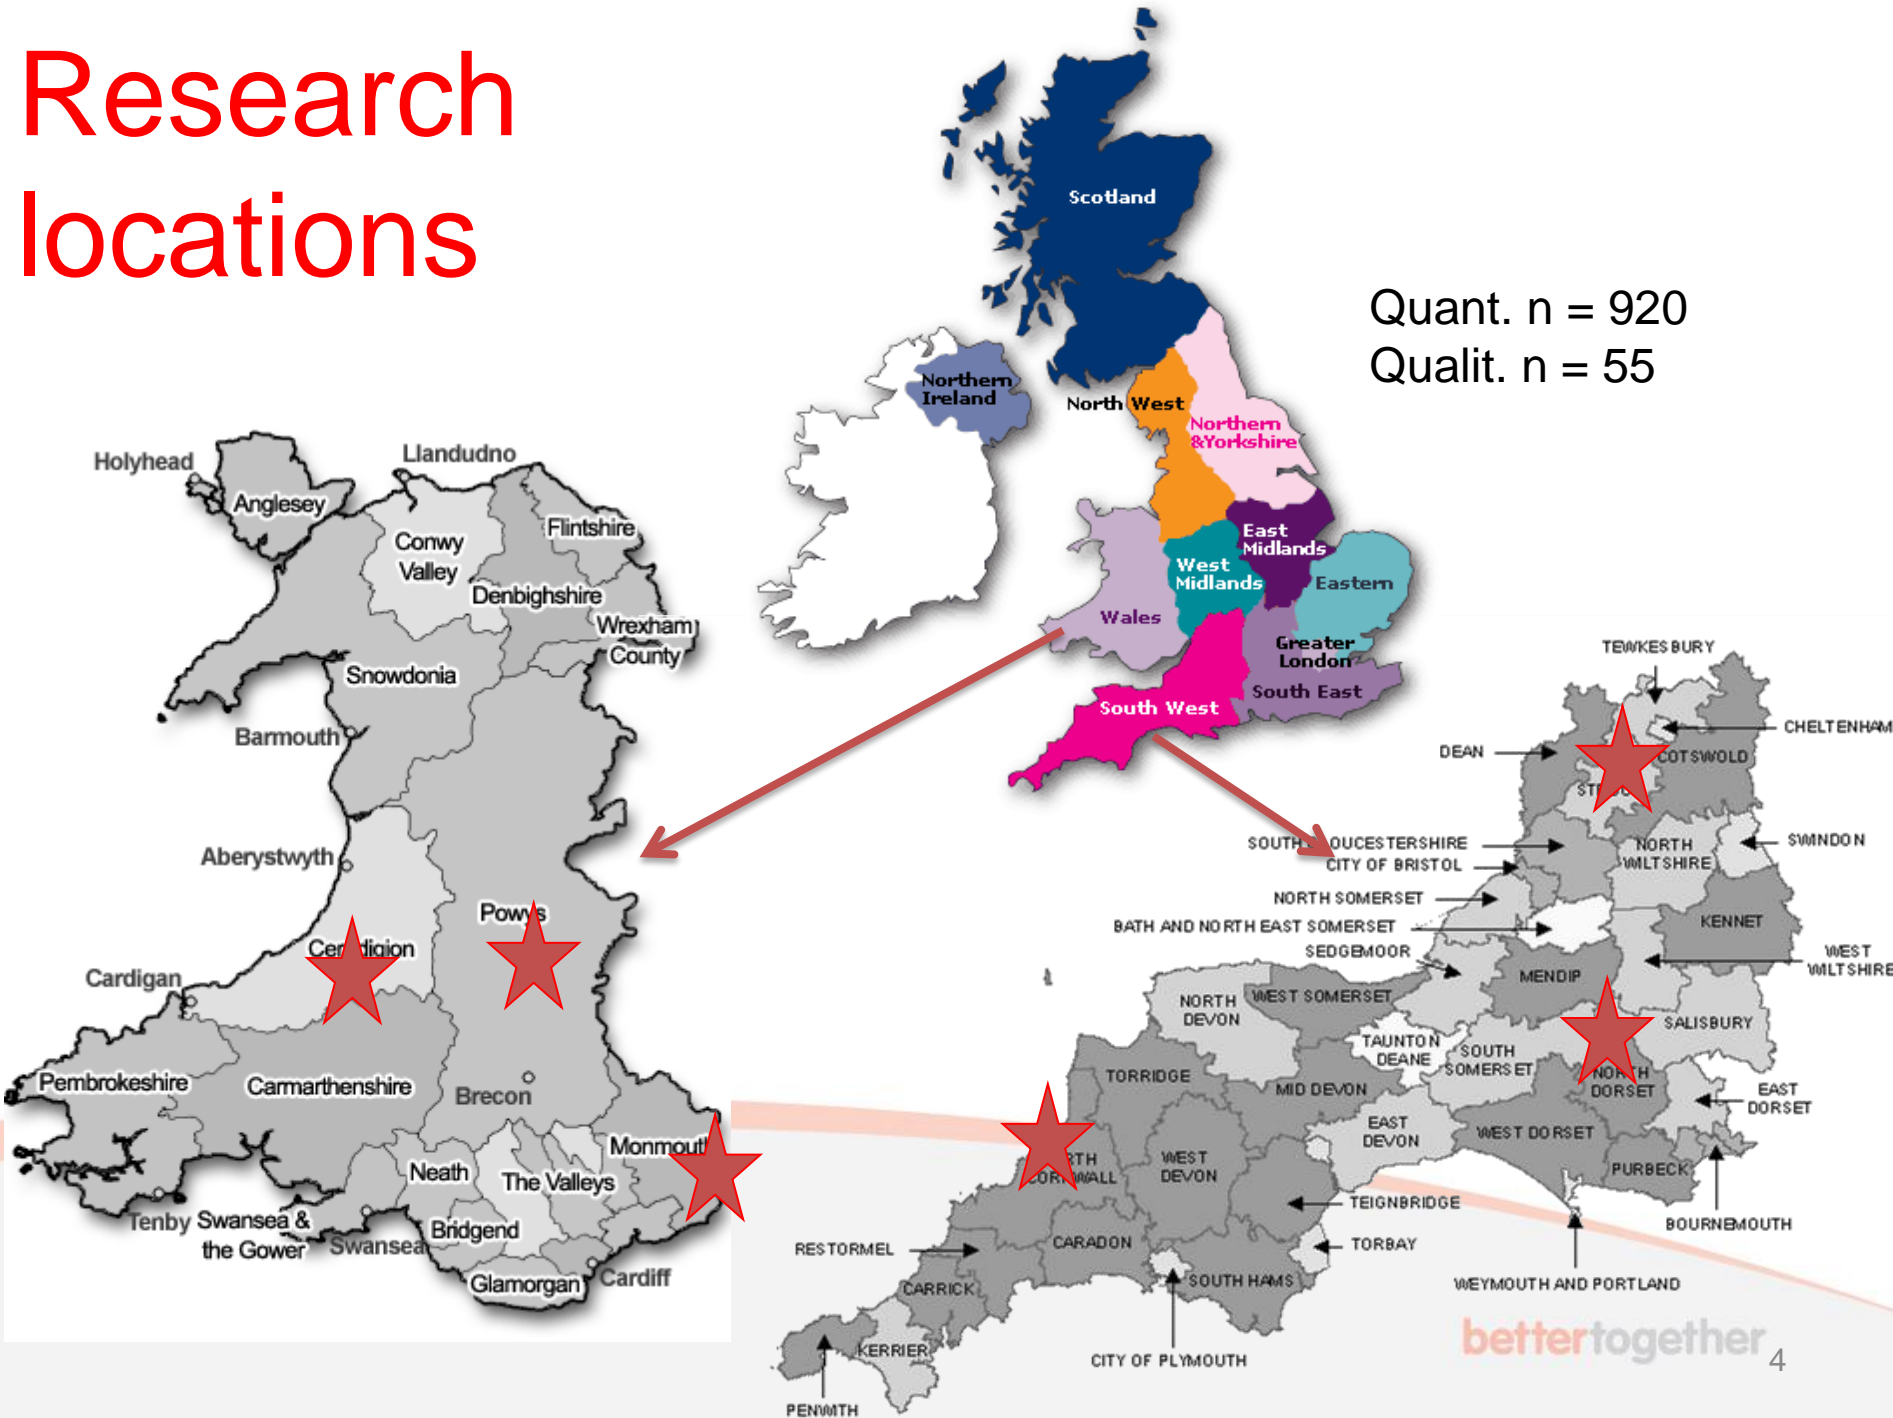 Research
locations
Scotland
Northern
Ireland
North West
Northern
&Yorkshire
East
Midlands
West
Midlands
Eastern
Wales
Greater
London
South East
South West
Quant. n = 920
Qualit. n = 55
Holyhead
Llandudno
Anglesey
Flintshire
Conwy
Valley
Denbighshire
Wrexham
County
Snowdonia
Barmouth
Aberystwyth
Powys
Cardigan
Pembrokeshire
Carmarthenshire
Brecon
Neath
The Valleys
Tenby
Swansea &
the Gower
Swansea
Bridgend
Glamorgan
Cardiff
TEWKESBURY
CHELTENHAM
DEAN
COTSWOLD
SOUTH
CITY OF BRISTOL
NORTH
WILTSHIRE
SWINDON
NORTH SOMERSET
BATH AND NORTH EAST SOMERSET
KENNET
SEDGEMOOR
MENDIP
WEST
WILTSHIRE
NORTH
DEVON
WEST SOMERSET
SALISBURY
TAUNTON
DEANE
SOUTH
SOMERSET
TORRIDGE
MID DEVON
NORTH
DORSET
EAST
DORSET
EAST
DEVON
WEST DORSET
WEST
DEVON
PURBECK
TEIGNBRIDGE
BOURNEMOUTH
RESTORMEL
CARADON
TORBAY
CARRICK
SOUTH HAMS
WEYMOUTH AND PORTLAND
KERRIER
CITY OF PLYMOUTH
PENWITH
bettertogether
4